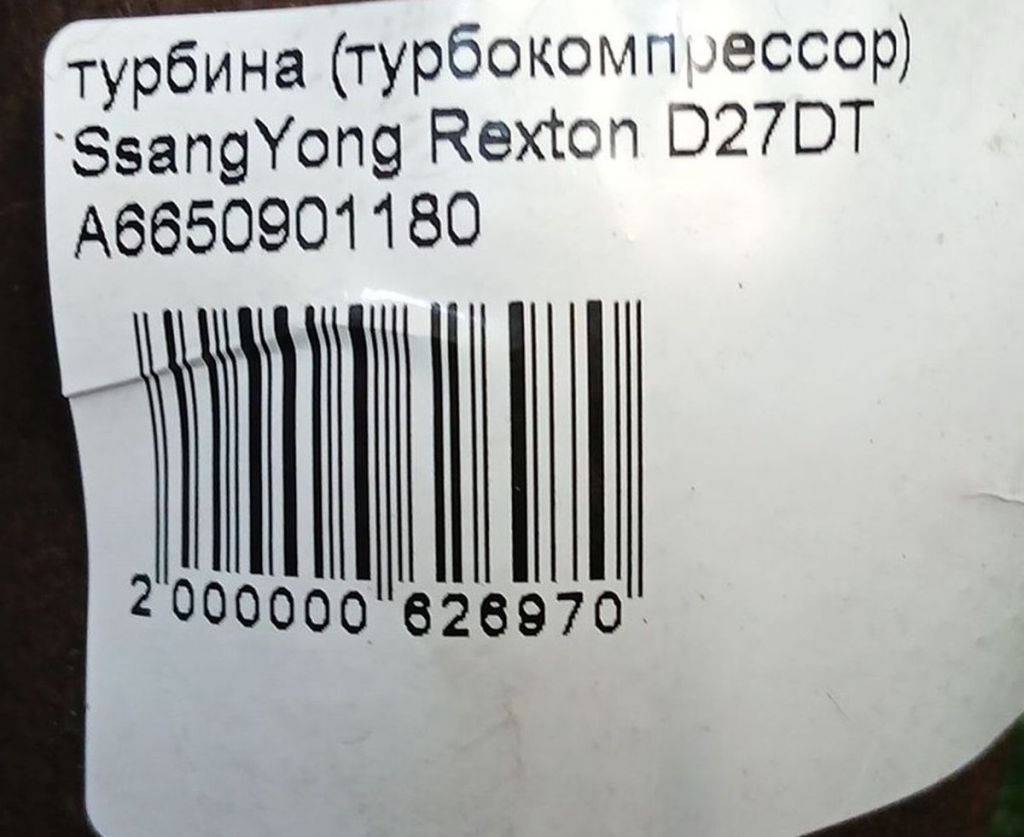 турбина (турбокомпрессор)
SsangYong Rexton D27DT
A6650901180
2 000000 626970